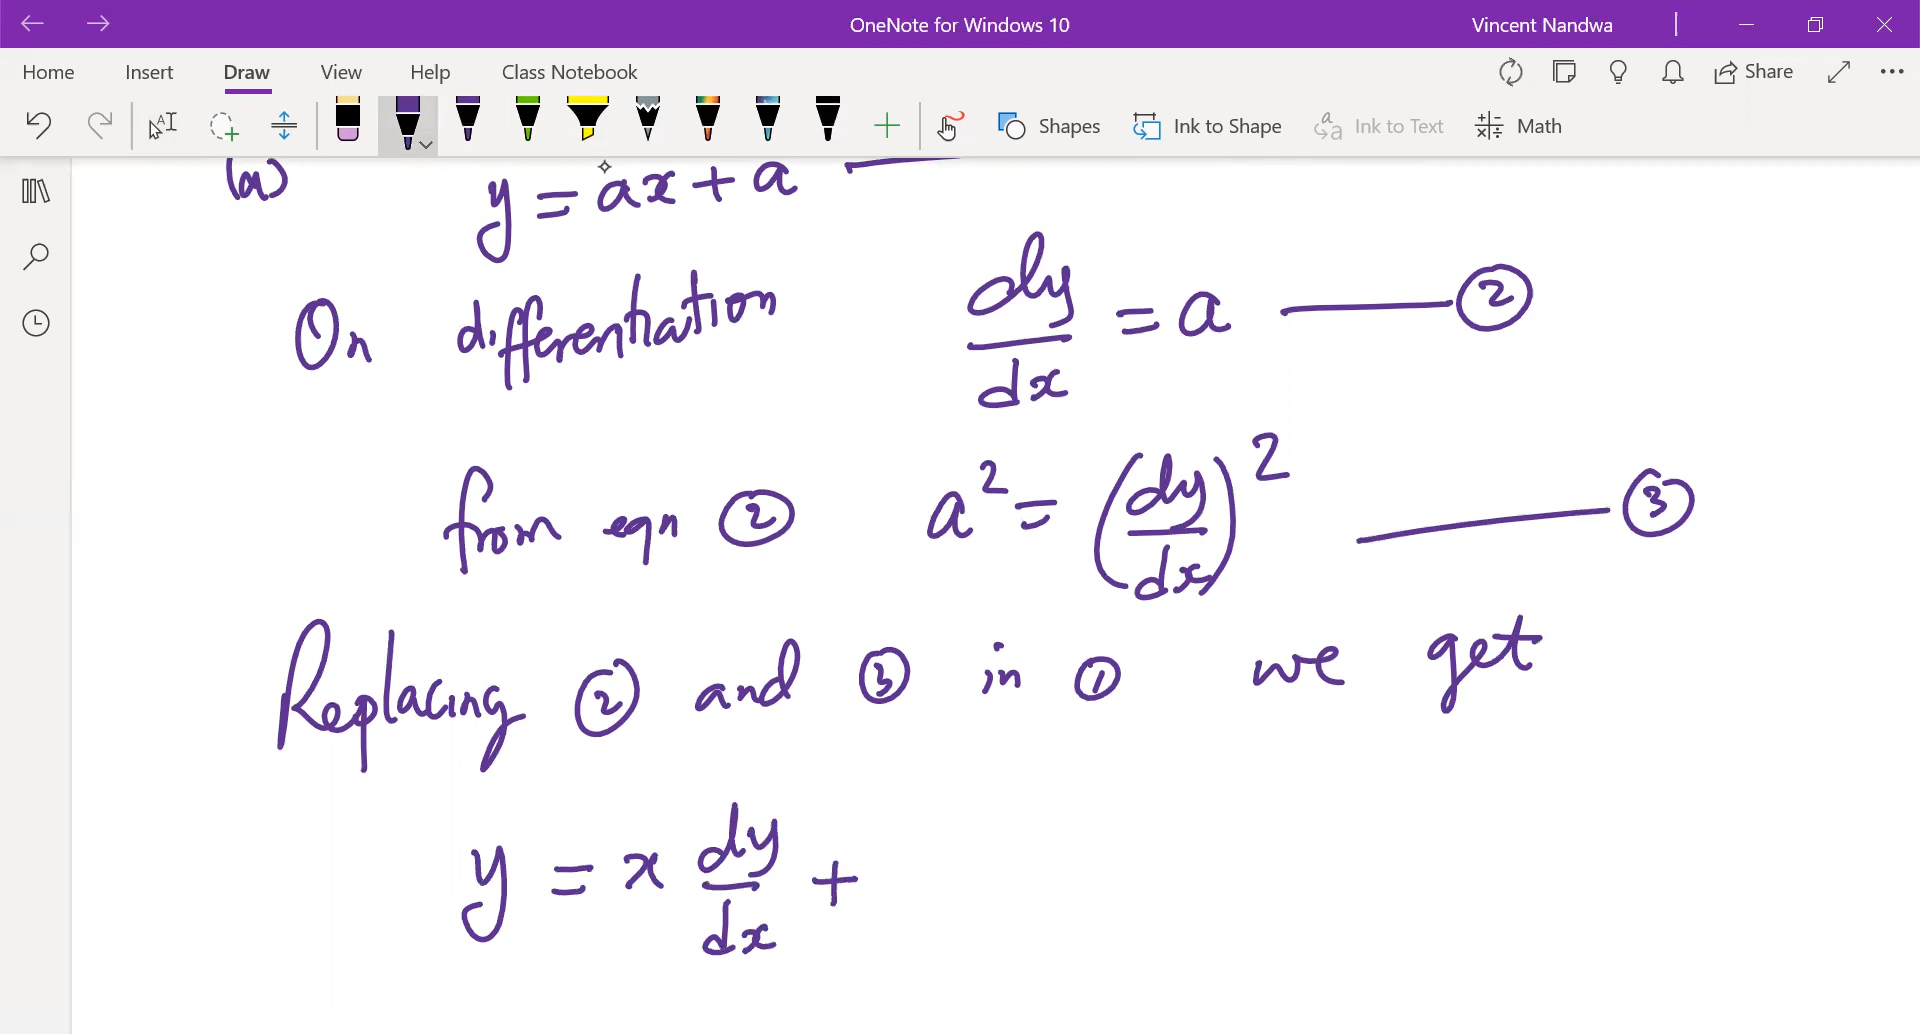 OneNote for Windows 10 Vincent Nandwa
Home Insert Draw View Help Class Notebook Share
Shapes Ink to Shape Ink to Text Math
(a) y = ax + a
On differentiation dy/dx = a ——— ②
from eqn ② a² = (dy/dx)² ——— ③
Replacing ② and ③ in ① we get
y = x dy/dx +